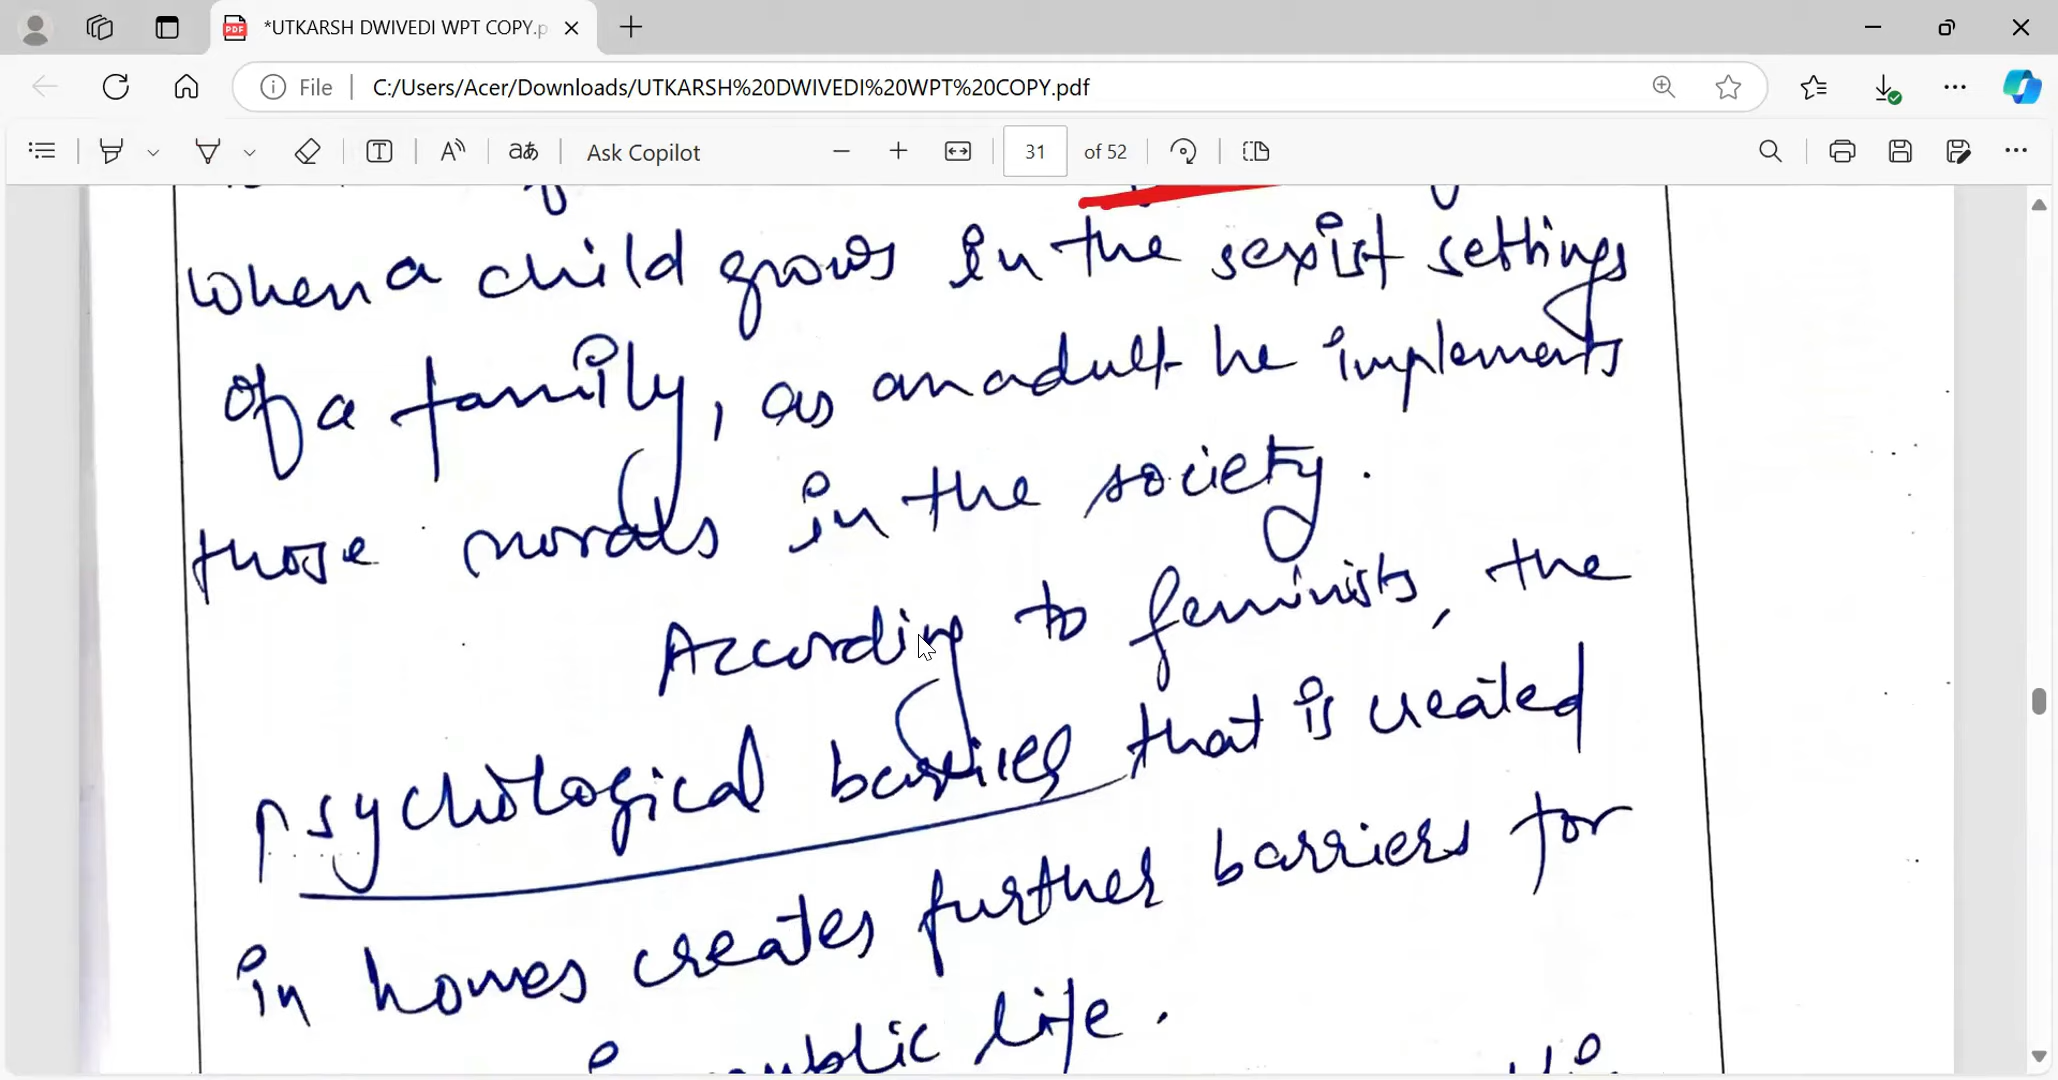 *UTKARSH DWIVEDI WPT COPY.p
File C:/Users/Acer/Downloads/UTKARSH%20DWIVEDI%20WPT%20COPY.pdf
Ask Copilot 31 of 52
When a child grows in the sexist settings
of a family, as an adult he implements
those morals in the society.
According to feminists, the
psychological barries that is created
in homes creates further barriers for
public life.